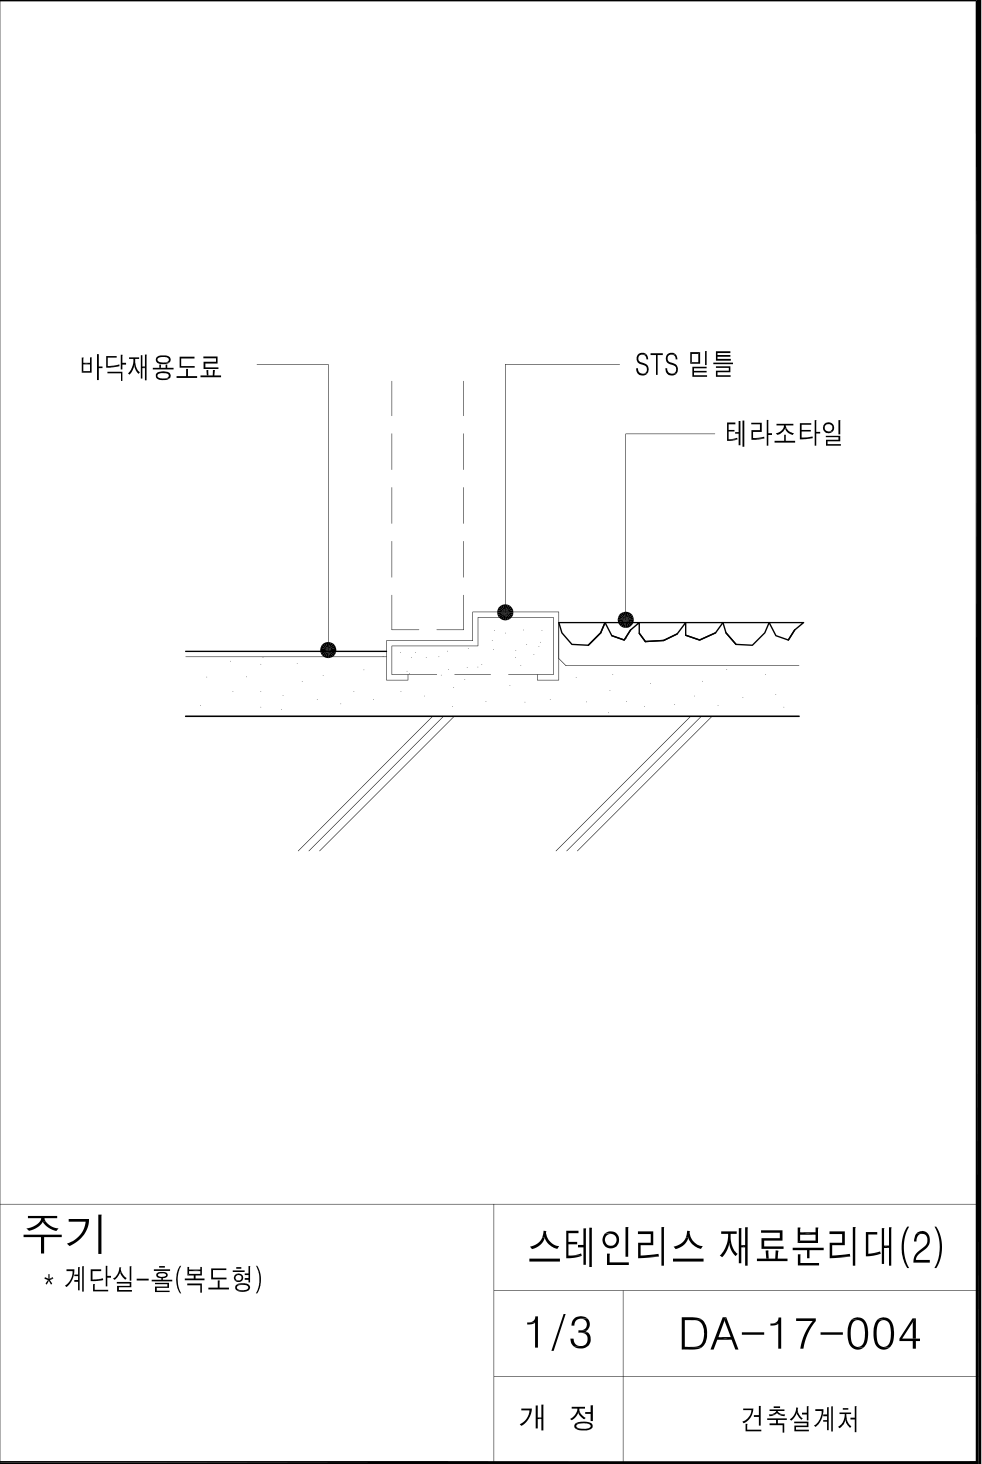 바닥재용도료
STS 밑틀
테라조타일
주기
* 계단실-홀(복도형)
스테인리스 재료분리대(2)
1/3
DA-17-004
개 정
건축설계처